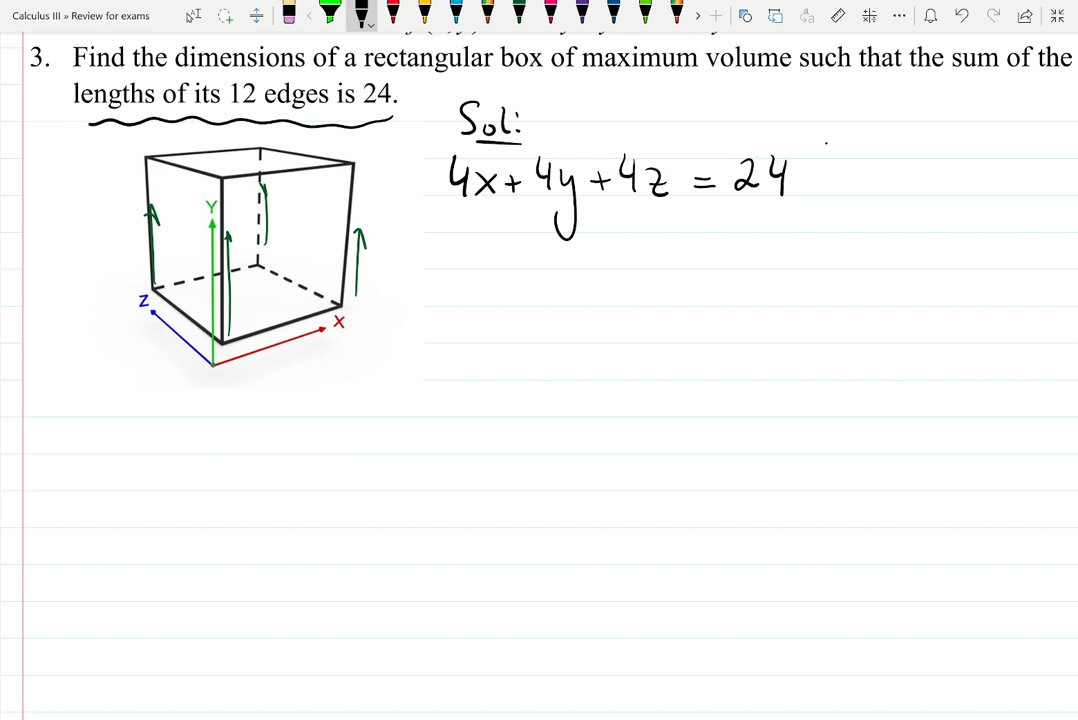 Calculus III » Review for exams
3. Find the dimensions of a rectangular box of maximum volume such that the sum of the
lengths of its 12 edges is 24.
Sol:
4x + 4y + 4z = 24
Y
Z
X